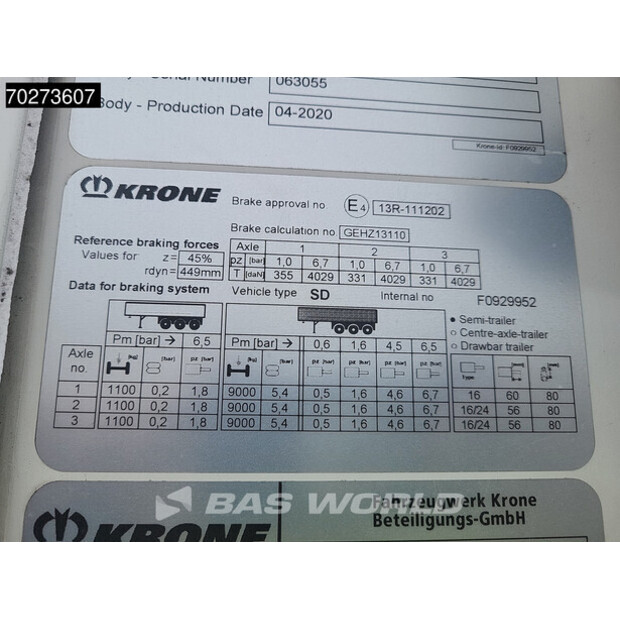 Serial Number 063055
70273607
Body - Production Date 04-2020
Krone-Id: F0929952
KRONE
Brake approval no E4 13R-111202
Brake calculation no GEHZ13110
Reference braking forces
Values for z= 45%
rdyn= 449mm
Axle 1 2 3
pz [bar] 1,0 6,7 1,0 6,7 1,0 6,7
T [daN] 355 4029 331 4029 331 4029
Data for braking system
Vehicle type SD
Internal no F0929952
• Semi-trailer
○ Centre-axle-trailer
○ Drawbar trailer
Pm [bar] → 6,5 Pm [bar] → 0,6 1,6 4,5 6,5
Axle no. [kg] [bar] [bar] [kg] [bar] pz [bar] pz [bar] pz [bar] pz [bar] Type
1 1100 0,2 1,8 9000 5,4 0,5 1,6 4,6 6,7 16 60 80
2 1100 0,2 1,8 9000 5,4 0,5 1,6 4,6 6,7 16/24 56 80
3 1100 0,2 1,8 9000 5,4 0,5 1,6 4,6 6,7 16/24 56 80
BAS WORLD
KRONE
Fahrzeugwerk Krone
Beteiligungs-GmbH